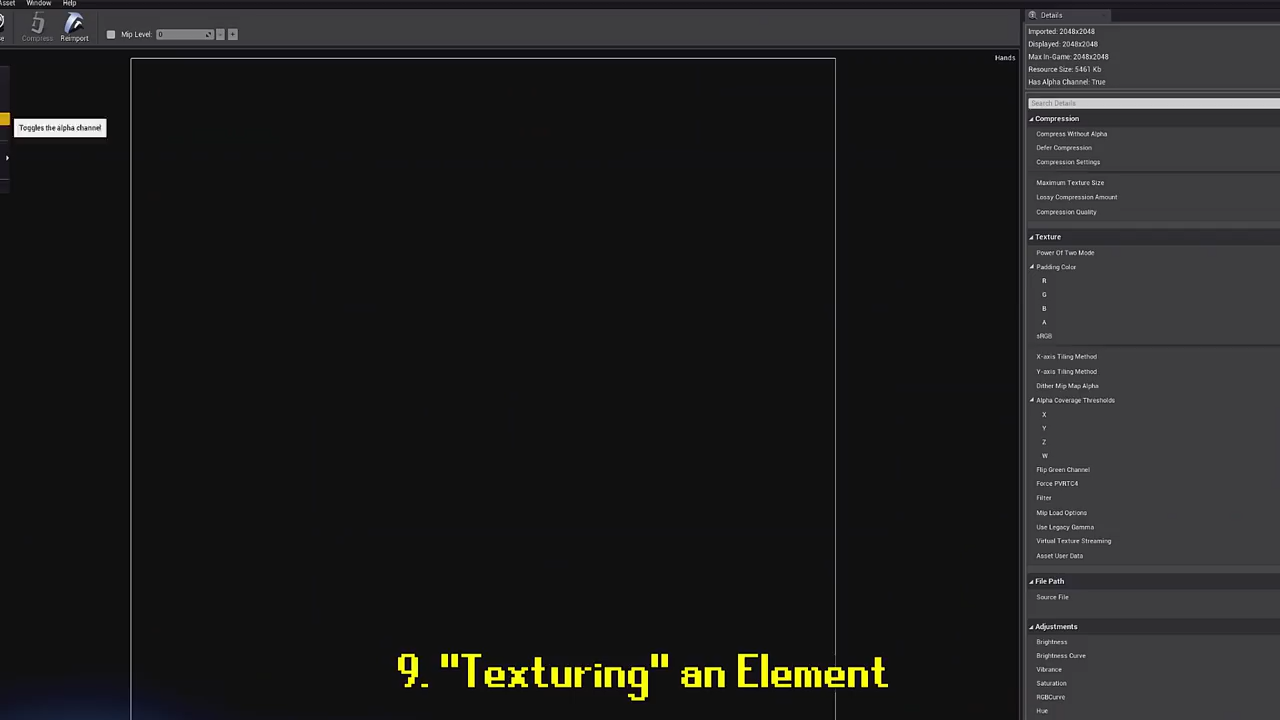 Asset Window Help
Compress
Reimport
Mip Level: 0 - +
Hands
Toggles the alpha channel
Details
Imported: 2048x2048
Displayed: 2048x2048
Max In-Game: 2048x2048
Resource Size: 5461 Kb
Has Alpha Channel: True
Search Details
Compression
Compress Without Alpha
Defer Compression
Compression Settings
Maximum Texture Size
Lossy Compression Amount
Compression Quality
Texture
Power Of Two Mode
Padding Color
R
G
B
A
sRGB
X-axis Tiling Method
Y-axis Tiling Method
Dither Mip Map Alpha
Alpha Coverage Thresholds
X
Y
Z
W
Flip Green Channel
Force PVRTC4
Filter
Mip Load Options
Use Legacy Gamma
Virtual Texture Streaming
Asset User Data
File Path
Source File
Adjustments
Brightness
Brightness Curve
Vibrance
Saturation
RGBCurve
Hue
9. "Texturing" an Element